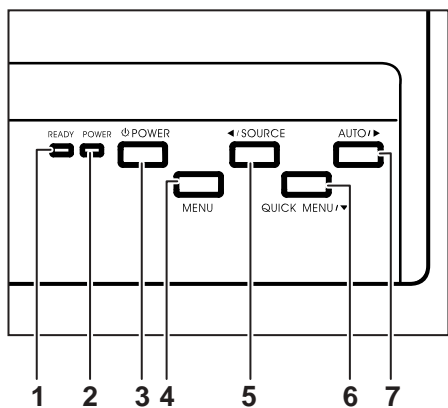 READY POWER ⏻ POWER ◀/SOURCE AUTO/▶
MENU QUICK MENU/▼
1 2 3 4 5 6 7